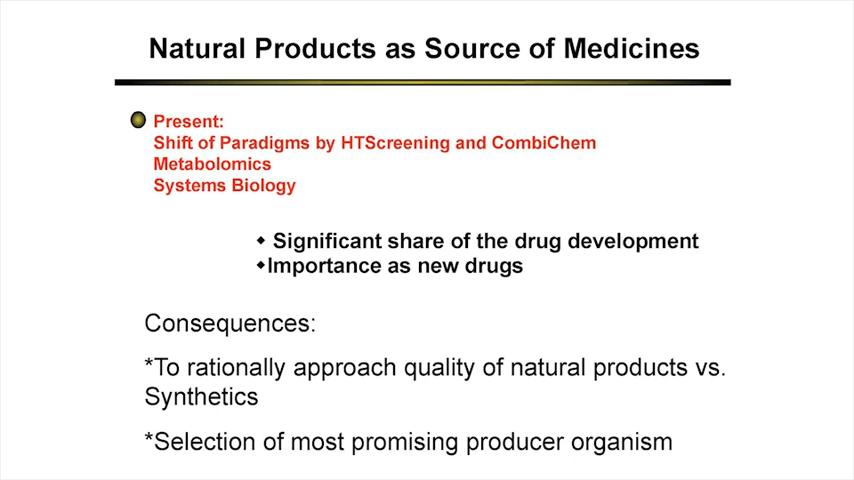 Natural Products as Source of Medicines
Present:
Shift of Paradigms by HTScreening and CombiChem
Metabolomics
Systems Biology
◆ Significant share of the drug development
◆Importance as new drugs
Consequences:
*To rationally approach quality of natural products vs.
Synthetics
*Selection of most promising producer organism